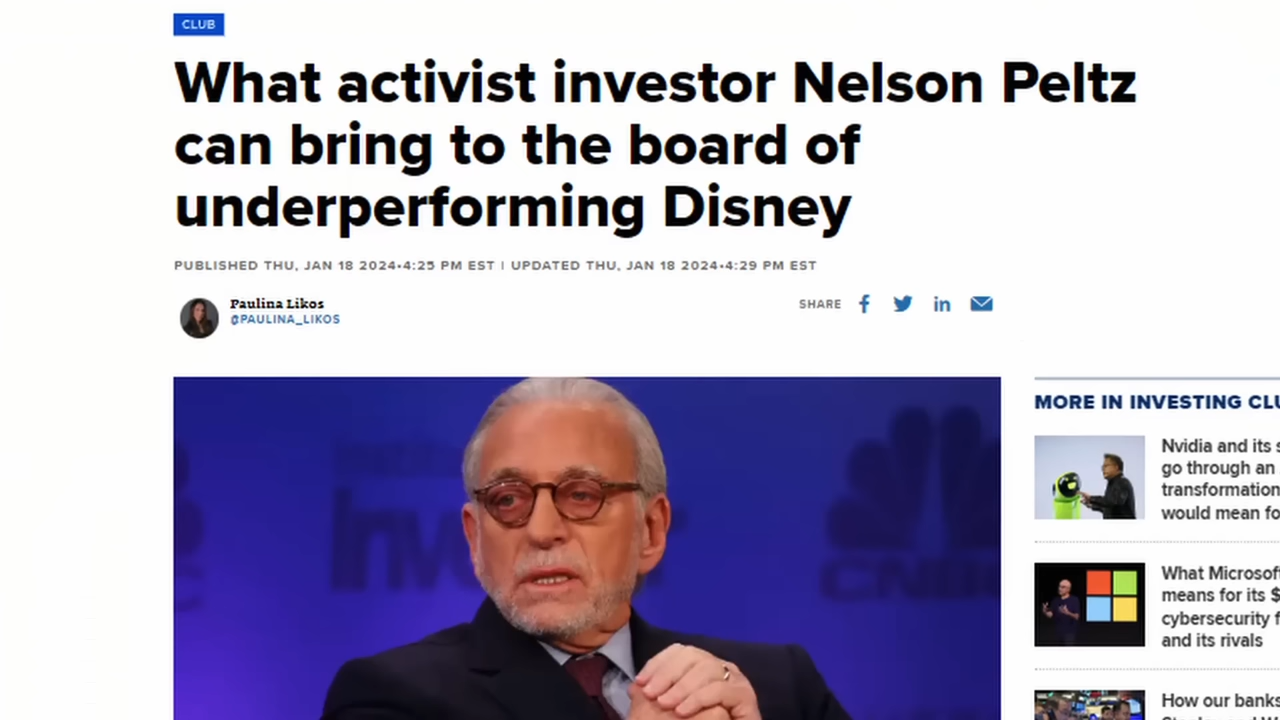 CLUB
What activist investor Nelson Peltz
can bring to the board of
underperforming Disney
PUBLISHED THU, JAN 18 2024•4:25 PM EST | UPDATED THU, JAN 18 2024•4:29 PM EST
Paulina Likos
@PAULINA_LIKOS
SHARE
MORE IN INVESTING CLU
Nvidia and its s
go through an
transformation
would mean fo
What Microsoft
means for its $
cybersecurity f
and its rivals
How our banks